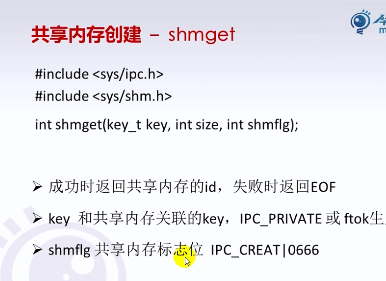 共享内存创建 – shmget
#include <sys/ipc.h>
#include <sys/shm.h>
int shmget(key_t key, int size, int shmflg);
➢ 成功时返回共享内存的id，失败时返回EOF
➢ key 和共享内存关联的key，IPC_PRIVATE 或 ftok生
➢ shmflg 共享内存标志位 IPC_CREAT|0666